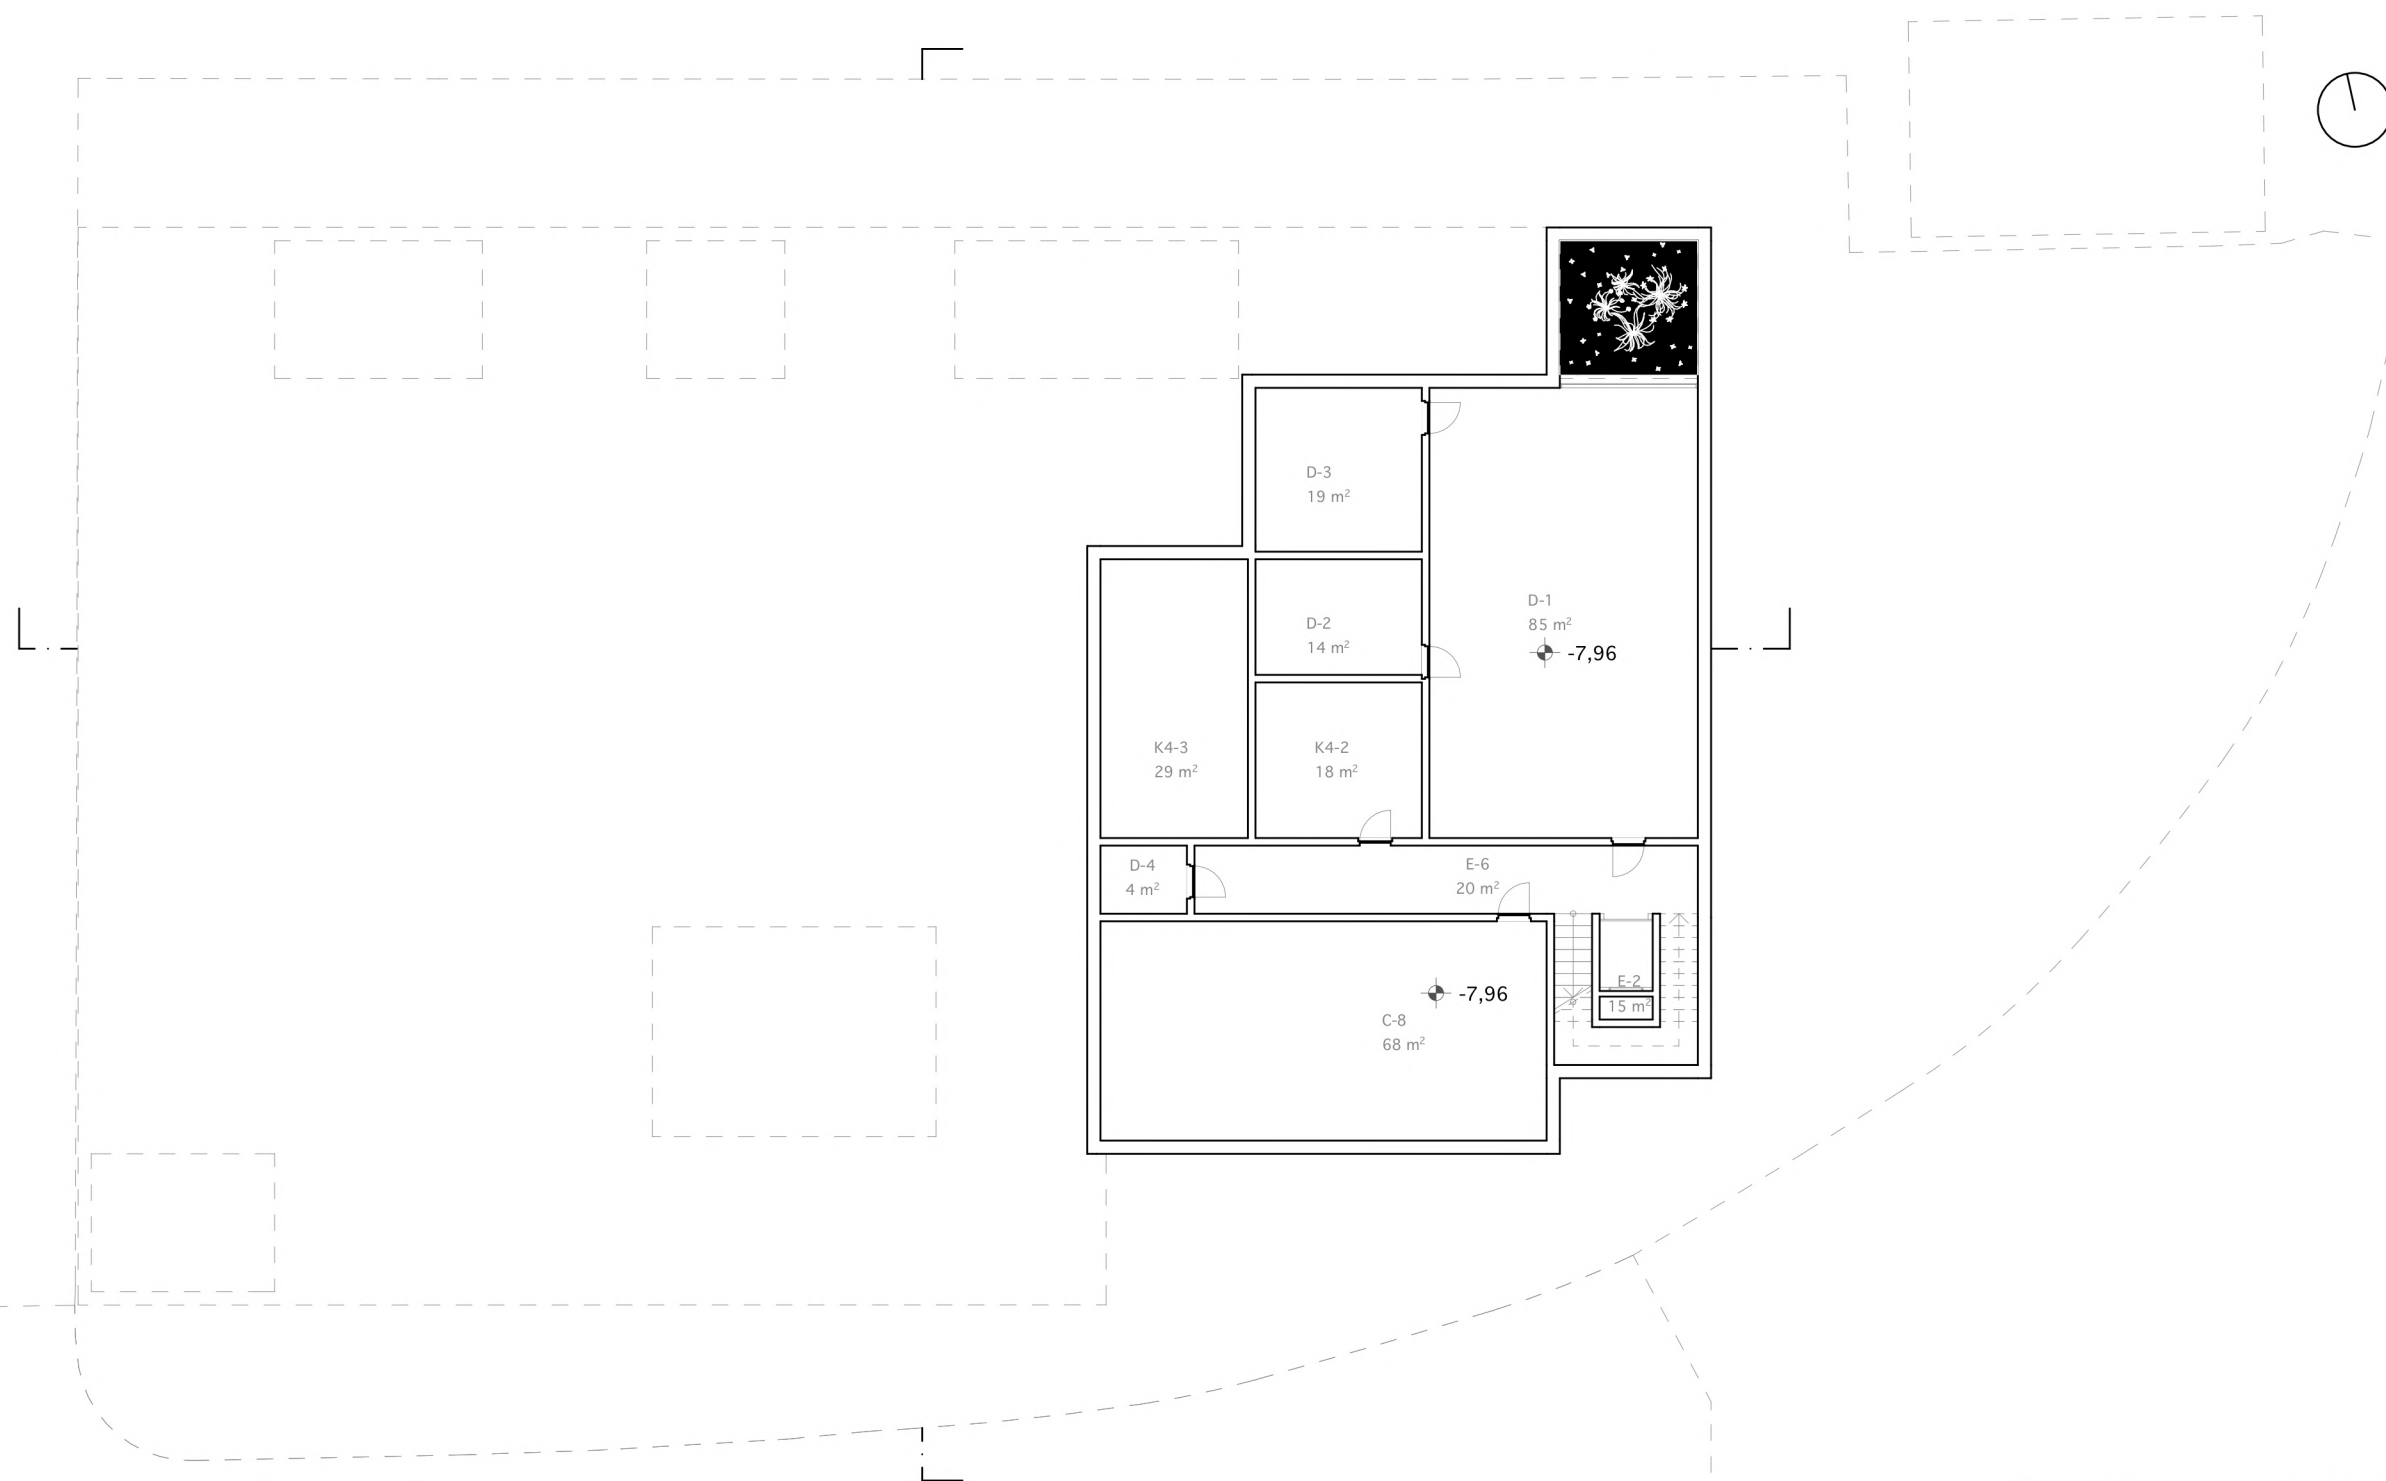 D-3
19 m²
D-1
85 m²
-7,96
D-2
14 m²
K4-3
29 m²
K4-2
18 m²
D-4
4 m²
E-6
20 m²
E-2
15 m²
-7,96
C-8
68 m²